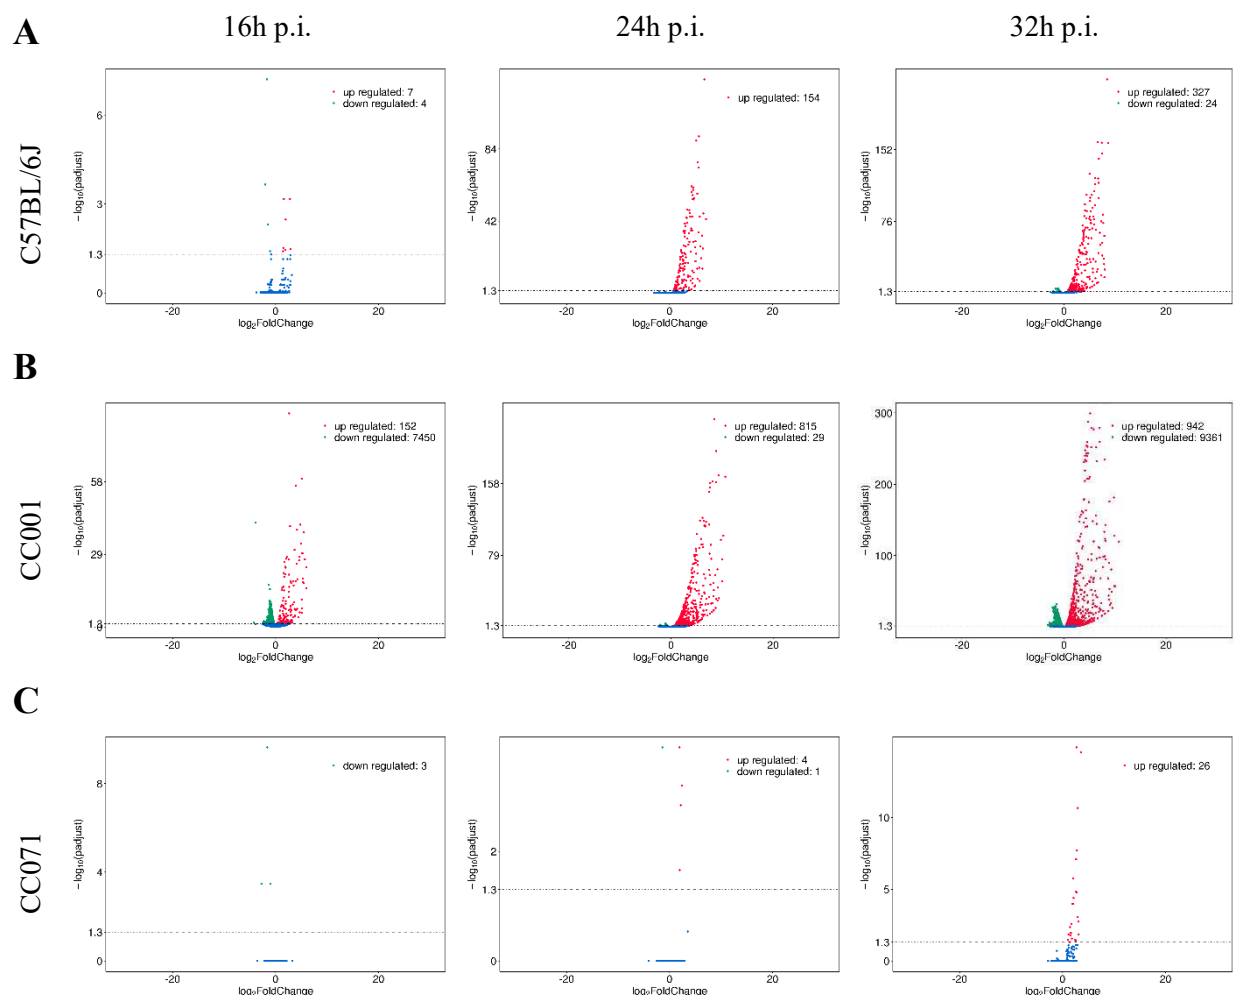 A
16h p.i.
24h p.i.
32h p.i.
C57BL/6J
up regulated: 7
down regulated: 4
6
3
1.3
0
−log10(padjust)
-20
0
20
log2FoldChange
up regulated: 154
84
42
1.3
−log10(padjust)
-20
0
20
log2FoldChange
up regulated: 327
down regulated: 24
152
76
1.3
−log10(padjust)
-20
0
20
log2FoldChange
B
CC001
up regulated: 152
down regulated: 7450
58
29
1.3
0
−log10(padjust)
-20
0
20
log2FoldChange
up regulated: 815
down regulated: 29
158
79
1.3
−log10(padjust)
-20
0
20
log2FoldChange
up regulated: 942
down regulated: 9361
300
200
100
1.3
−log10(padjust)
-20
0
20
log2FoldChange
C
CC071
down regulated: 3
8
4
1.3
0
−log10(padjust)
-20
0
20
log2FoldChange
up regulated: 4
down regulated: 1
2
1.3
0
−log10(padjust)
-20
0
20
log2FoldChange
up regulated: 26
10
5
1.3
0
−log10(padjust)
-20
0
20
log2FoldChange